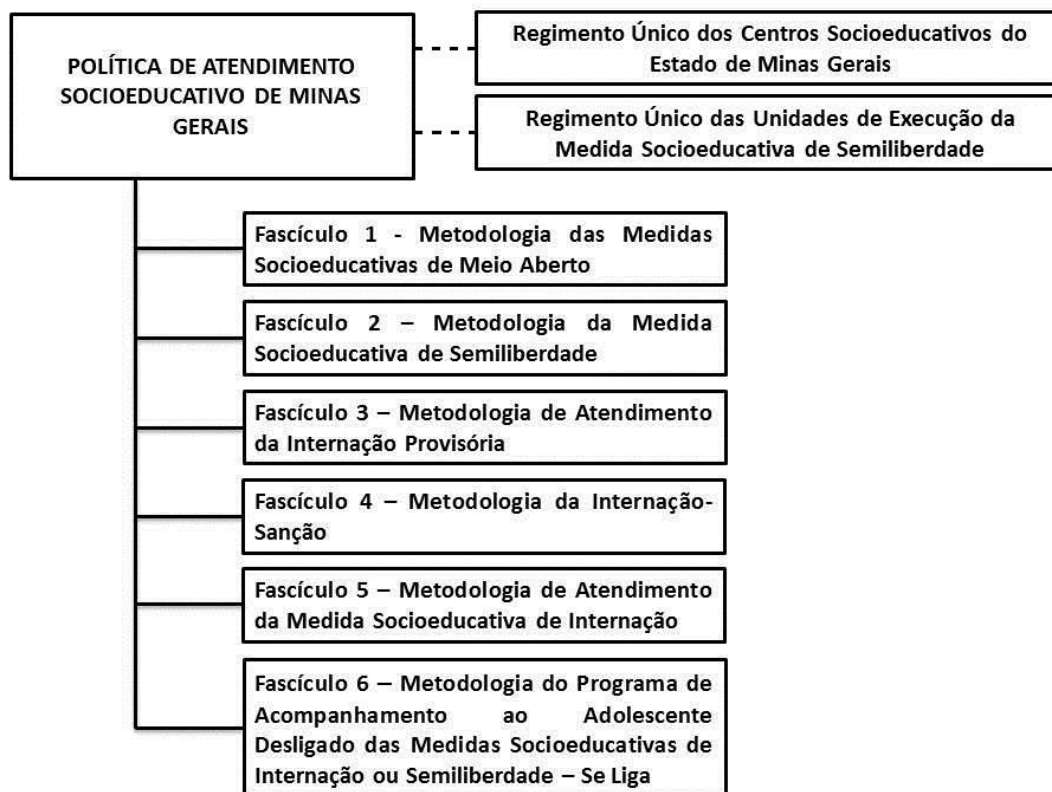 POLÍTICA DE ATENDIMENTO
SOCIOEDUCATIVO DE MINAS
GERAIS
Regimento Único dos Centros Socioeducativos do
Estado de Minas Gerais
Regimento Único das Unidades de Execução da
Medida Socioeducativa de Semiliberdade
Fascículo 1 - Metodologia das Medidas
Socioeducativas de Meio Aberto
Fascículo 2 – Metodologia da Medida
Socioeducativa de Semiliberdade
Fascículo 3 – Metodologia de Atendimento
da Internação Provisória
Fascículo 4 – Metodologia da Internação-
Sanção
Fascículo 5 – Metodologia de Atendimento
da Medida Socioeducativa de Internação
Fascículo 6 – Metodologia do Programa de
Acompanhamento ao Adolescente
Desligado das Medidas Socioeducativas de
Internação ou Semiliberdade – Se Liga